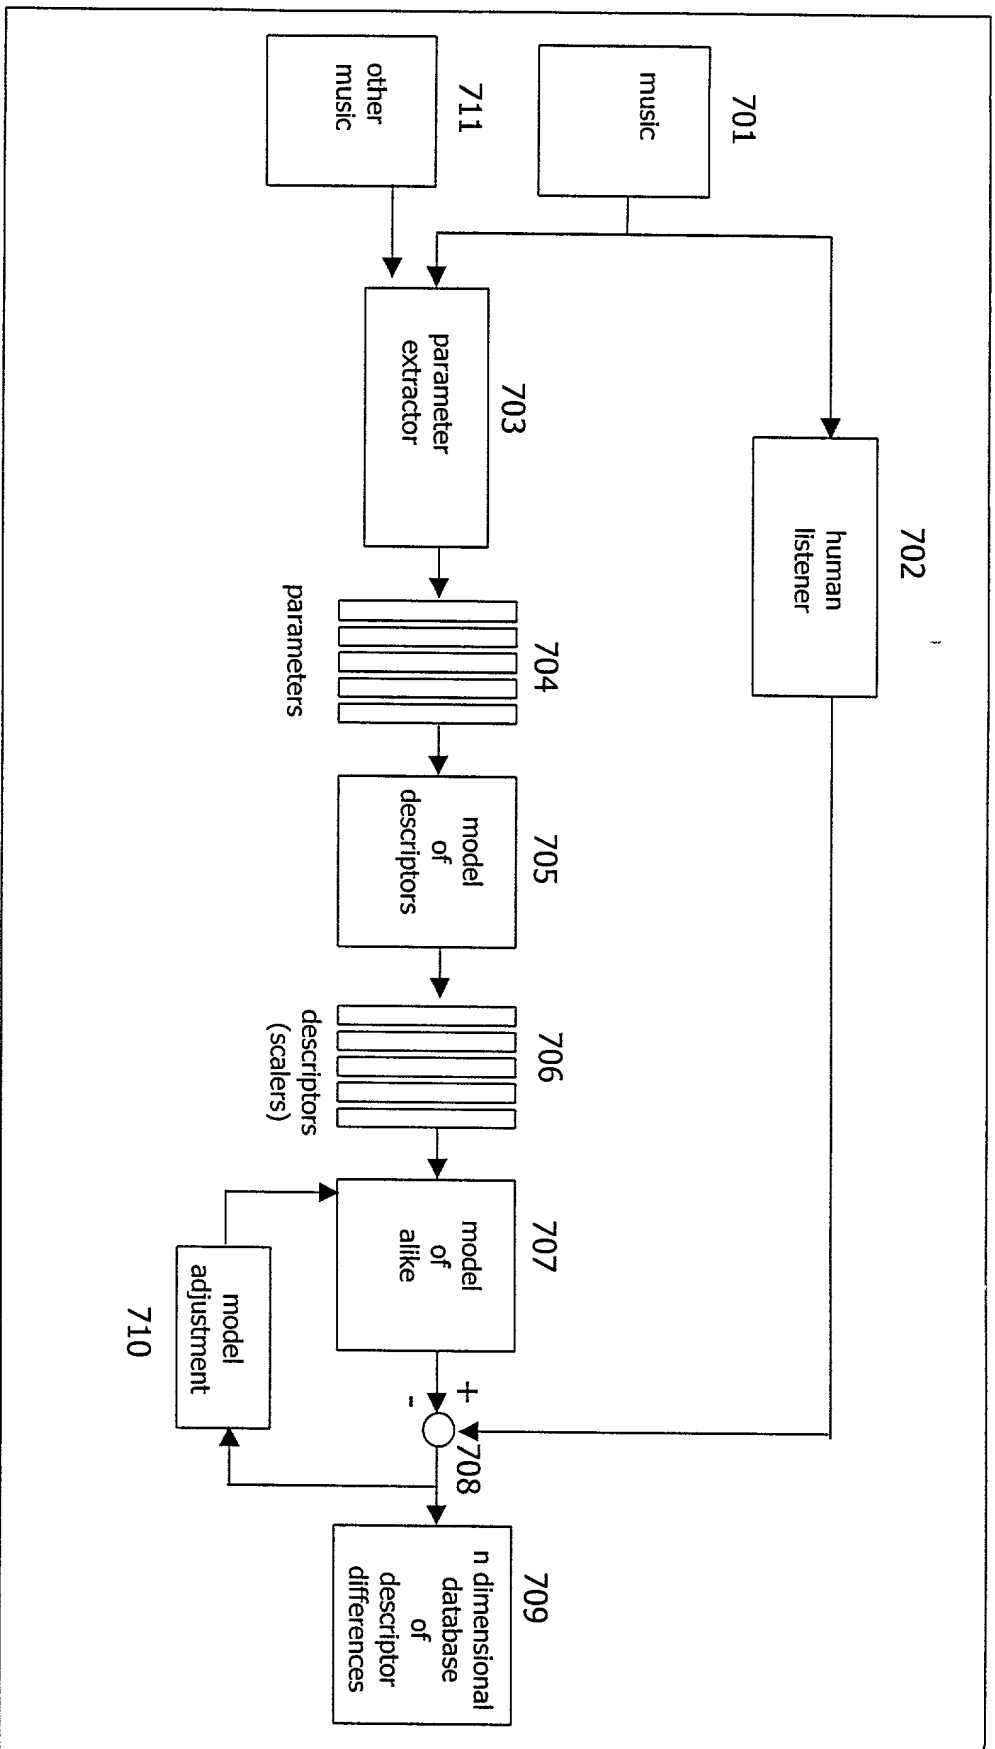 701
music
711
other
music
702
human
listener
703
parameter
extractor
704
parameters
705
model
of
descriptors
706
descriptors
(scalers)
707
model
of
alike
+
-
708
709
n dimensional
database
of
descriptor
differences
model
adjustment
710